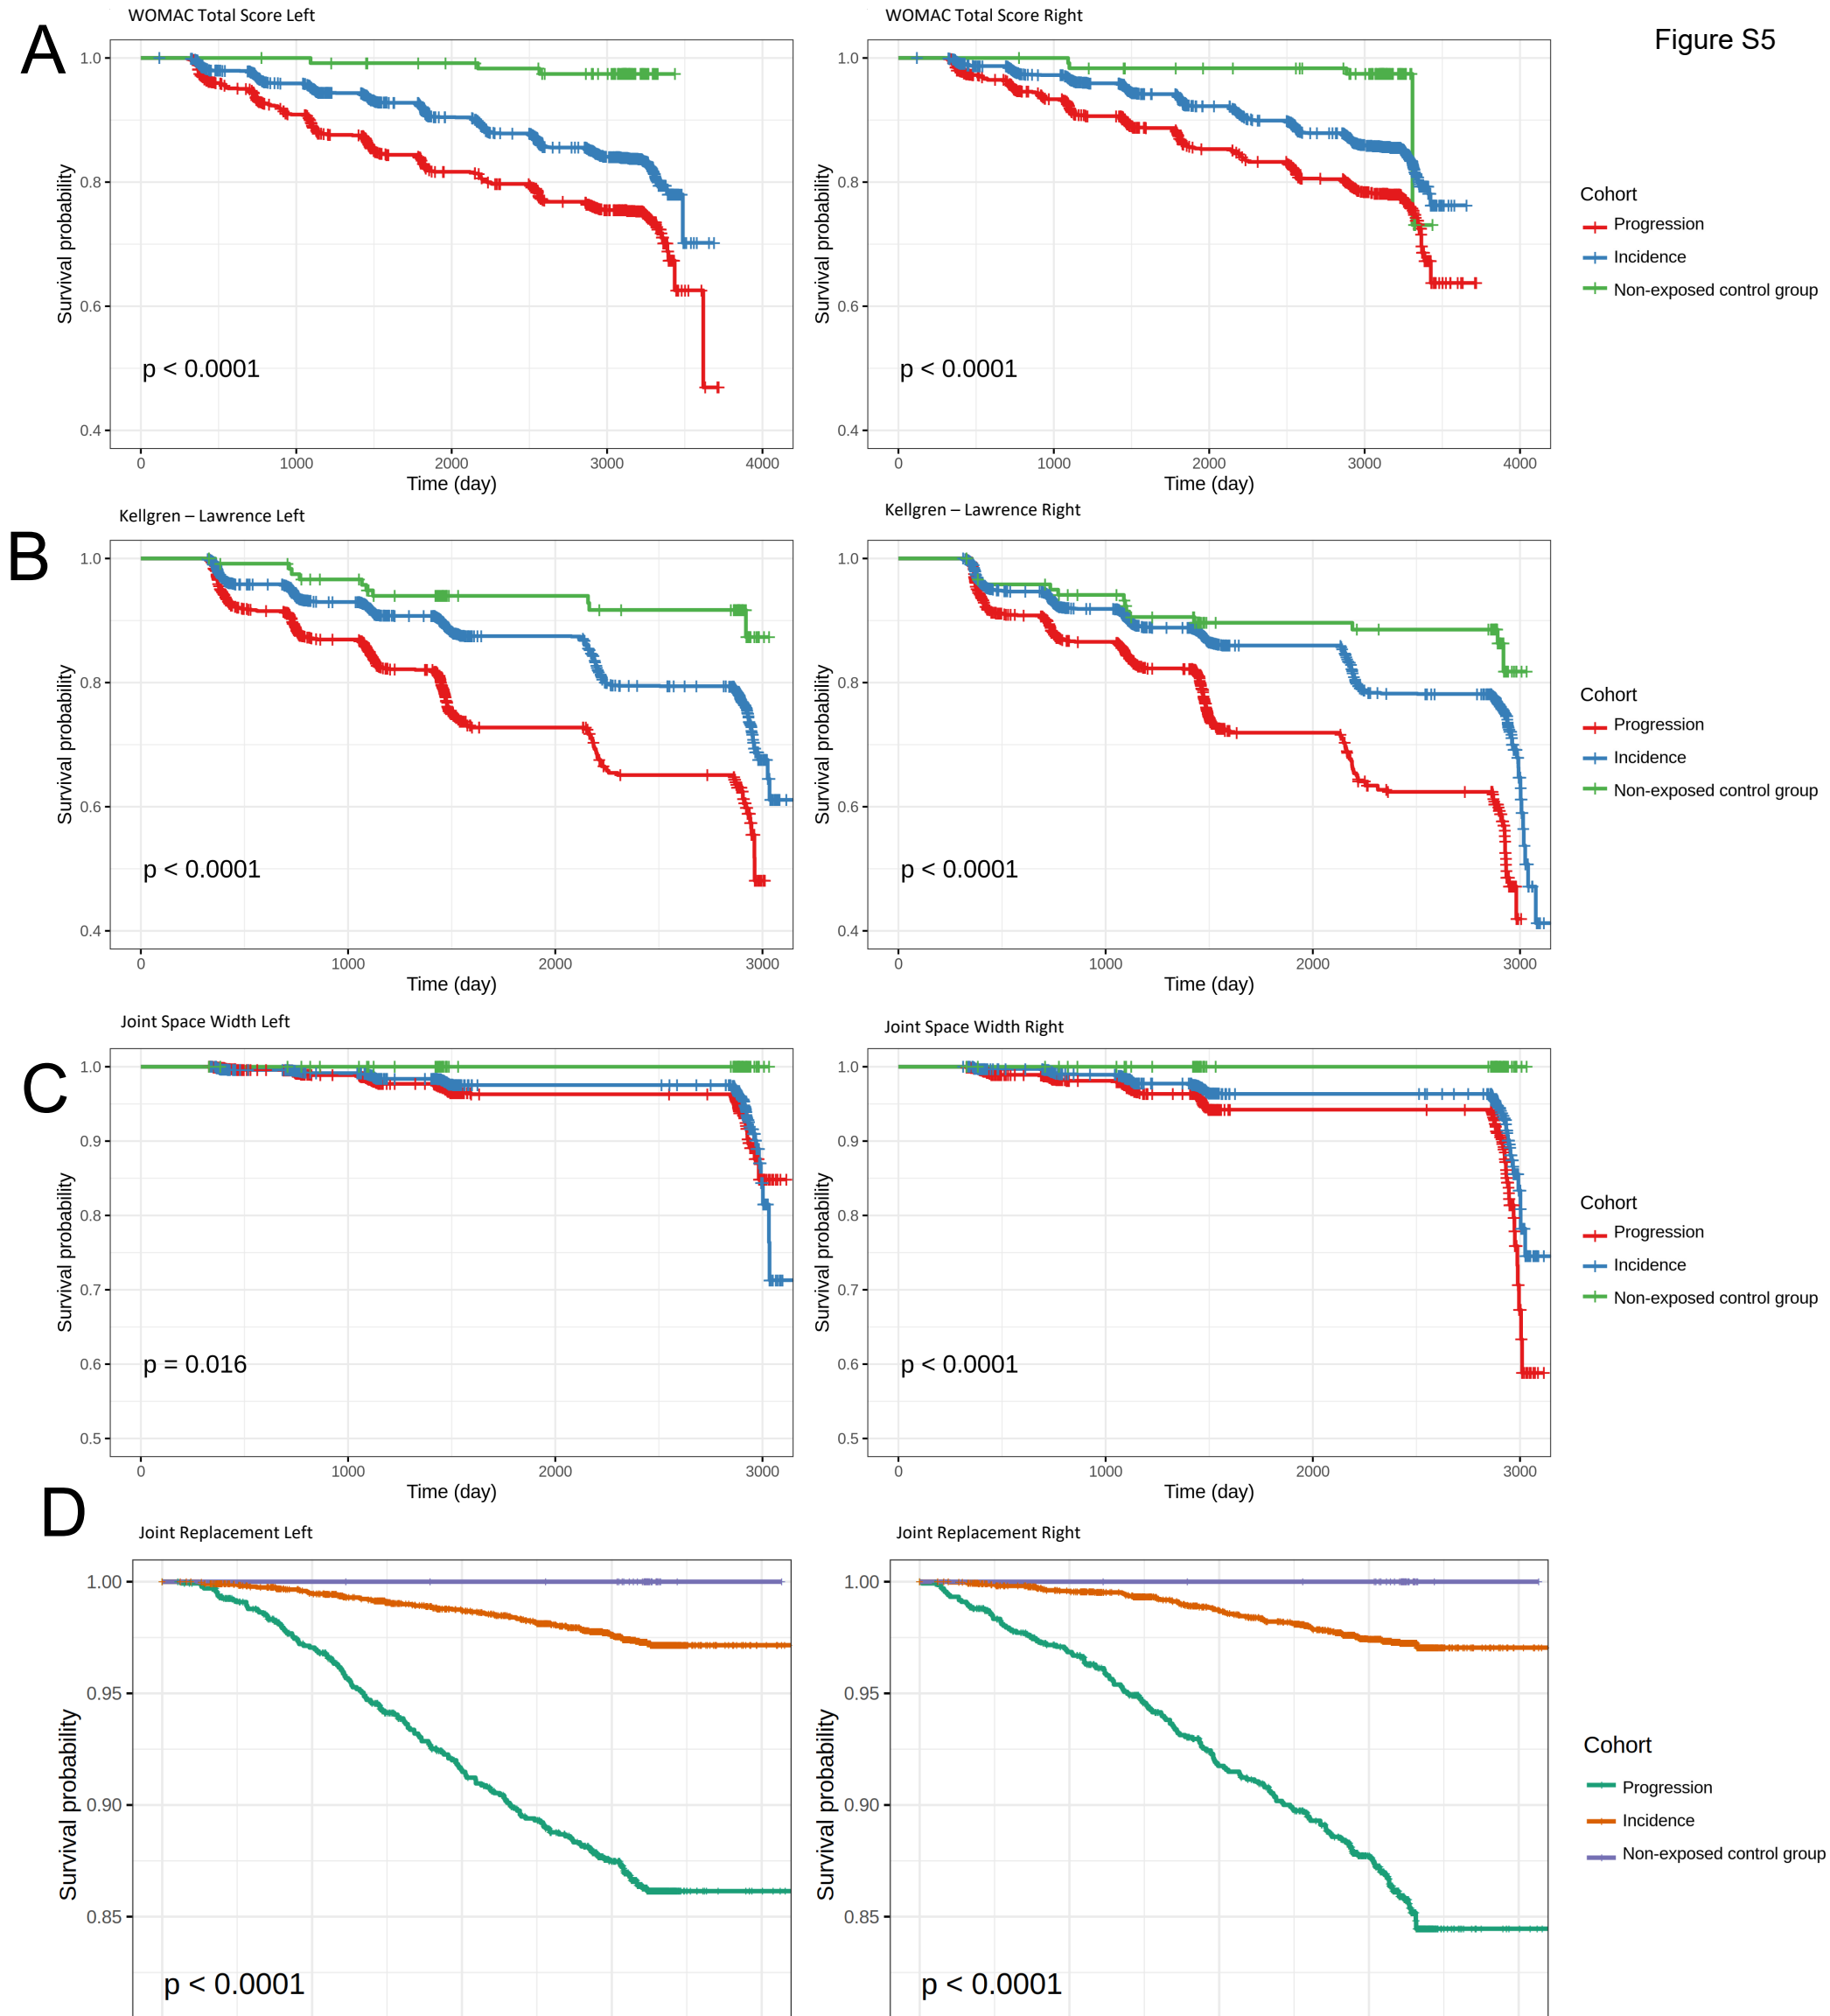 Figure S5
A
WOMAC Total Score Left
1.0
0.8
0.6
0.4
Survival probability
p < 0.0001
0 1000 2000 3000 4000
Time (day)
WOMAC Total Score Right
1.0
0.8
0.6
0.4
Survival probability
p < 0.0001
0 1000 2000 3000 4000
Time (day)
Cohort
Progression
Incidence
Non-exposed control group
B
Kellgren – Lawrence Left
1.0
0.8
0.6
0.4
Survival probability
p < 0.0001
0 1000 2000 3000
Time (day)
Kellgren – Lawrence Right
1.0
0.8
0.6
0.4
Survival probability
p < 0.0001
0 1000 2000 3000
Time (day)
Cohort
Progression
Incidence
Non-exposed control group
C
Joint Space Width Left
1.0
0.9
0.8
0.7
0.6
0.5
Survival probability
p = 0.016
0 1000 2000 3000
Time (day)
Joint Space Width Right
1.0
0.9
0.8
0.7
0.6
0.5
Survival probability
p < 0.0001
0 1000 2000 3000
Time (day)
Cohort
Progression
Incidence
Non-exposed control group
D
Joint Replacement Left
1.00
0.95
0.90
0.85
Survival probability
p < 0.0001
Joint Replacement Right
1.00
0.95
0.90
0.85
Survival probability
p < 0.0001
Cohort
Progression
Incidence
Non-exposed control group